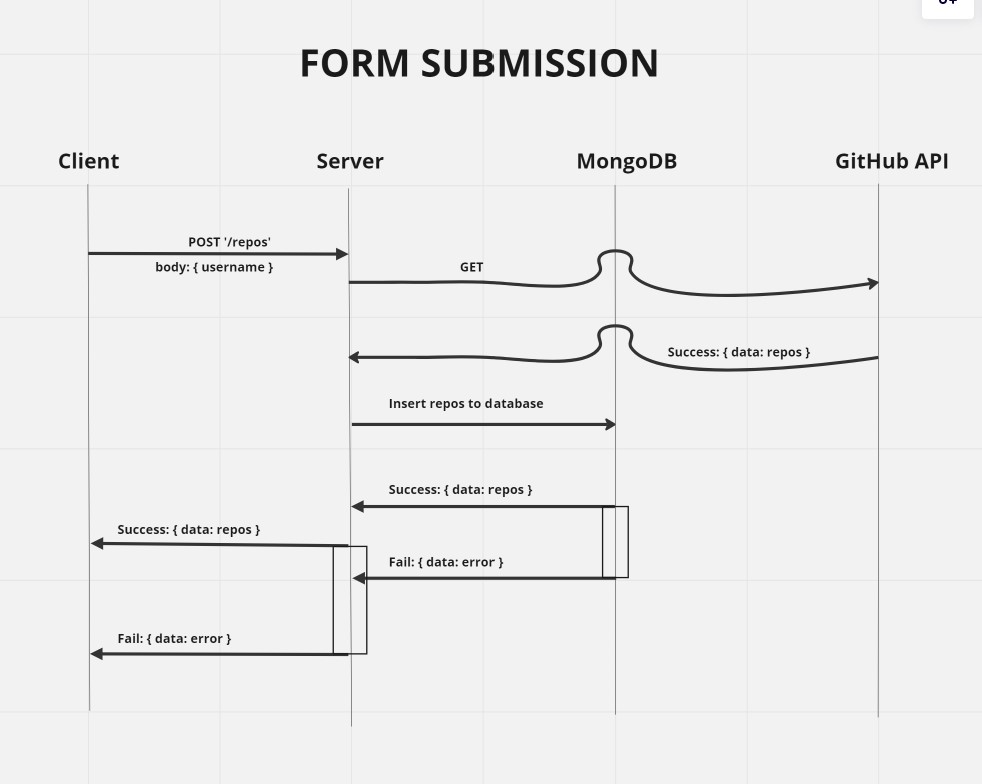 FORM SUBMISSION
Client
Server
MongoDB
GitHub API
POST '/repos'
body: { username }
GET
Success: { data: repos }
Insert repos to database
Success: { data: repos }
Success: { data: repos }
Fail: { data: error }
Fail: { data: error }